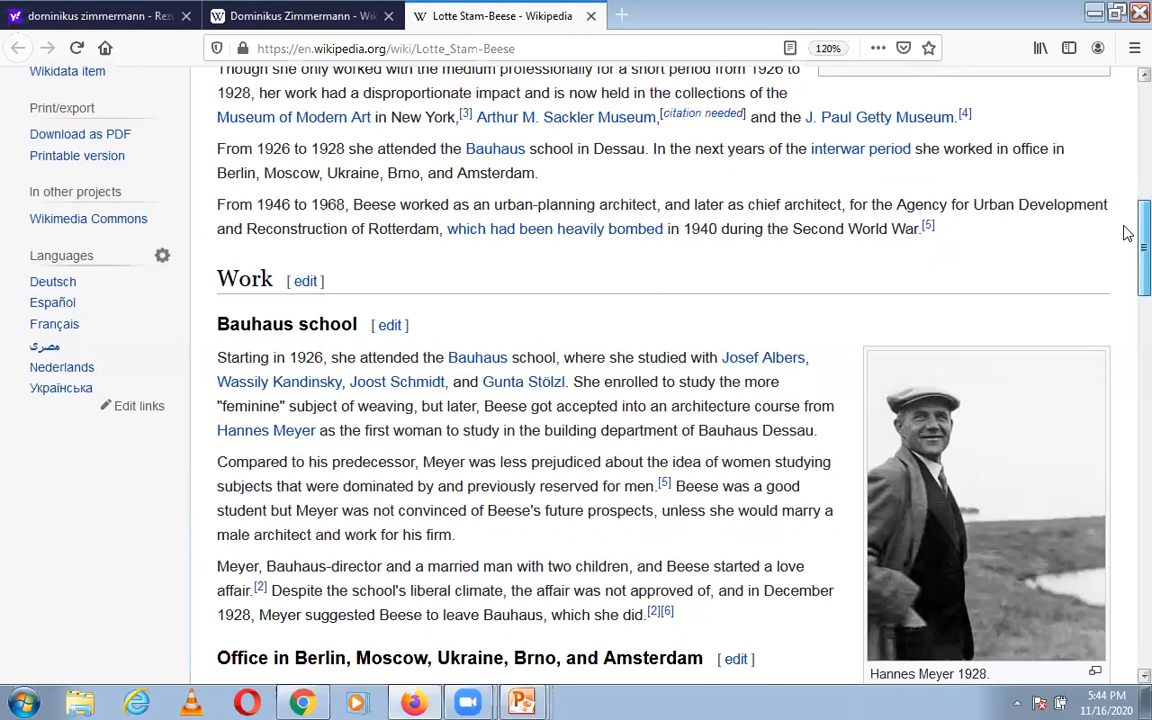 dominikus zimmermann - Rezu
Dominikus Zimmermann - Wik
Lotte Stam-Beese - Wikipedia
https://en.wikipedia.org/wiki/Lotte_Stam-Beese
120%
Wikidata item
Print/export
Download as PDF
Printable version
In other projects
Wikimedia Commons
Languages
Deutsch
Español
Français
مصرى
Nederlands
Українська
Edit links
Though she only worked with the medium professionally for a short period from 1926 to
1928, her work had a disproportionate impact and is now held in the collections of the
Museum of Modern Art in New York,[3] Arthur M. Sackler Museum,[citation needed] and the J. Paul Getty Museum.[4]
From 1926 to 1928 she attended the Bauhaus school in Dessau. In the next years of the interwar period she worked in office in
Berlin, Moscow, Ukraine, Brno, and Amsterdam.
From 1946 to 1968, Beese worked as an urban-planning architect, and later as chief architect, for the Agency for Urban Development
and Reconstruction of Rotterdam, which had been heavily bombed in 1940 during the Second World War.[5]
Work [ edit ]
Bauhaus school [ edit ]
Starting in 1926, she attended the Bauhaus school, where she studied with Josef Albers,
Wassily Kandinsky, Joost Schmidt, and Gunta Stölzl. She enrolled to study the more
"feminine" subject of weaving, but later, Beese got accepted into an architecture course from
Hannes Meyer as the first woman to study in the building department of Bauhaus Dessau.
Compared to his predecessor, Meyer was less prejudiced about the idea of women studying
subjects that were dominated by and previously reserved for men.[5] Beese was a good
student but Meyer was not convinced of Beese's future prospects, unless she would marry a
male architect and work for his firm.
Meyer, Bauhaus-director and a married man with two children, and Beese started a love
affair.[2] Despite the school's liberal climate, the affair was not approved of, and in December
1928, Meyer suggested Beese to leave Bauhaus, which she did.[2][6]
Office in Berlin, Moscow, Ukraine, Brno, and Amsterdam [ edit ]
Hannes Meyer 1928.
5:44 PM
11/16/2020